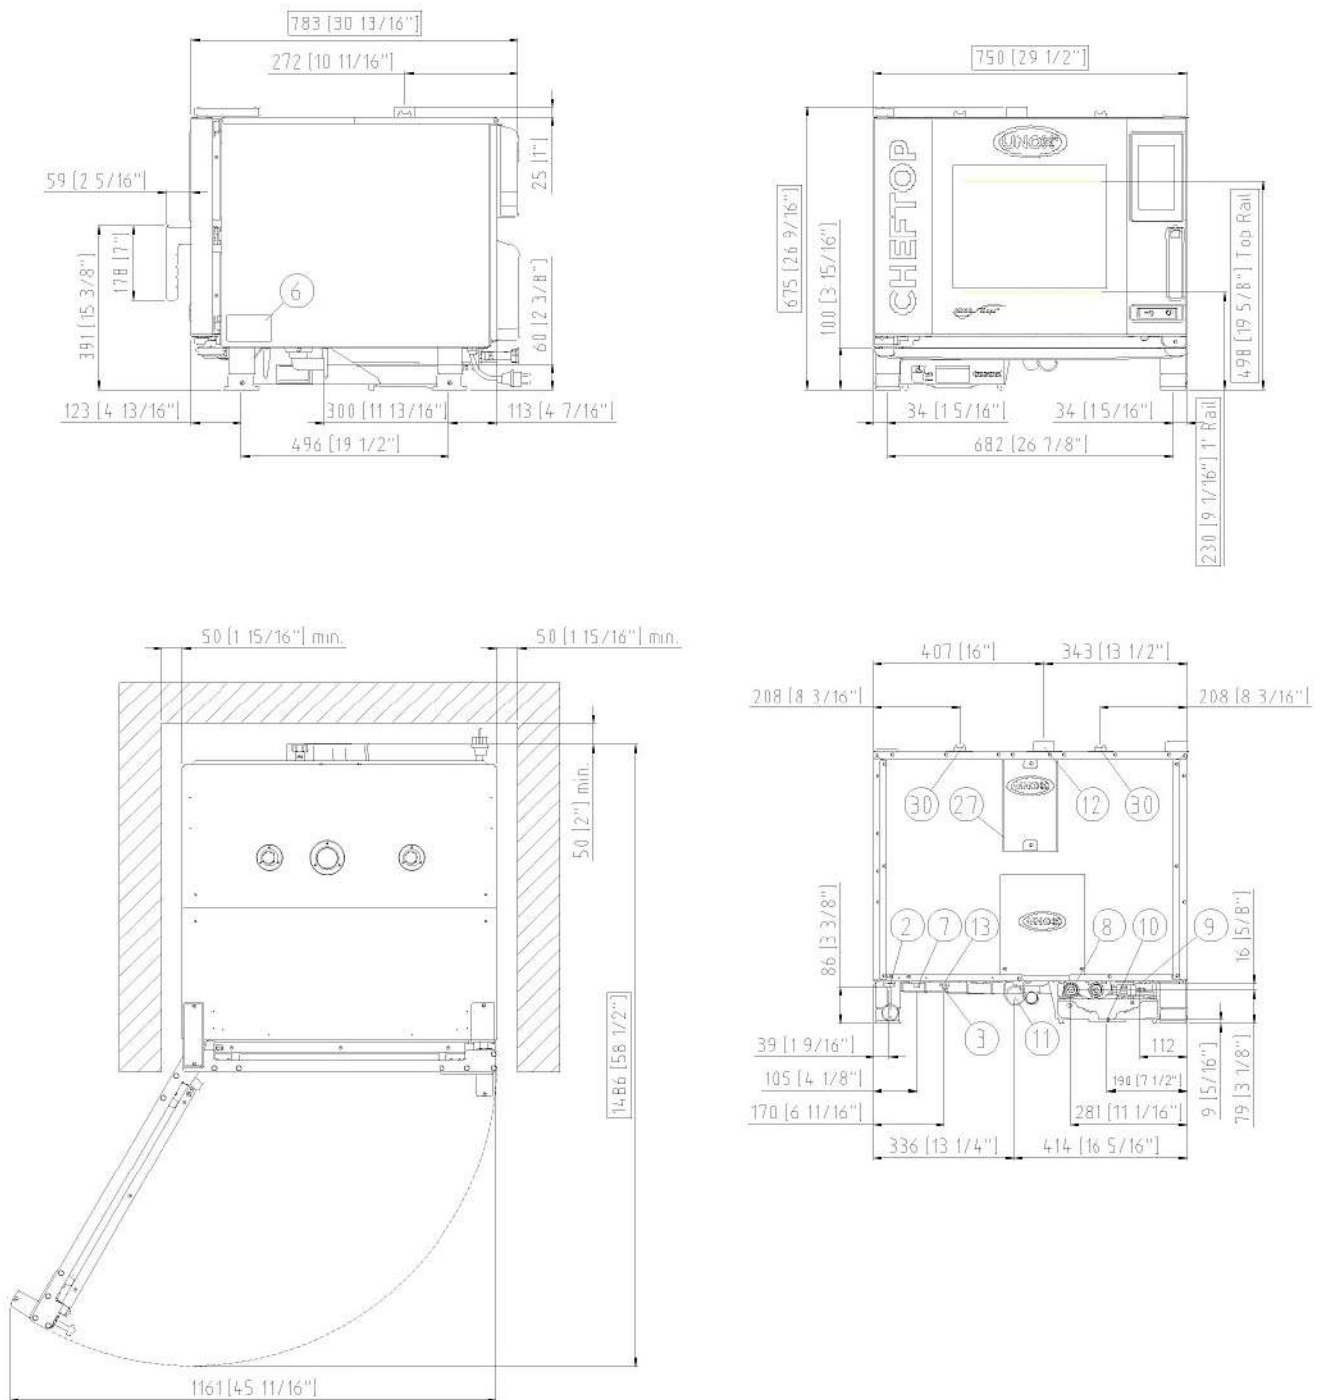 783 [30 13/16"]
272 [10 11/16"]
25 [1"]
59 [2 5/16"]
178 [7"]
391 [15 3/8"]
6
60 [2 3/8"]
123 [4 13/16"]
300 [11 13/16"]
113 [4 7/16"]
496 [19 1/2"]
750 [29 1/2"]
UNOX
CHEFTOP
675 [26 9/16"]
100 [3 15/16"]
498 [19 5/8"] Top Rail
34 [1 5/16"]
34 [1 5/16"]
682 [26 7/8"]
230 [9 1/16"] 1° Rail
50 [1 15/16"] min.
50 [1 15/16"] min.
50 [2"] min.
1486 [58 1/2"]
1161 [45 11/16"]
407 [16"]
343 [13 1/2"]
208 [8 3/16"]
208 [8 3/16"]
UNOX
30
27
12
30
86 [3 3/8"]
2
7
13
UNOX
8
10
9
16 [5/8"]
3
11
39 [1 9/16"]
112
105 [4 1/8"]
190 [7 1/2"]
9 [5/16"]
79 [3 1/8"]
170 [6 11/16"]
281 [11 1/16"]
336 [13 1/4"]
414 [16 5/16"]